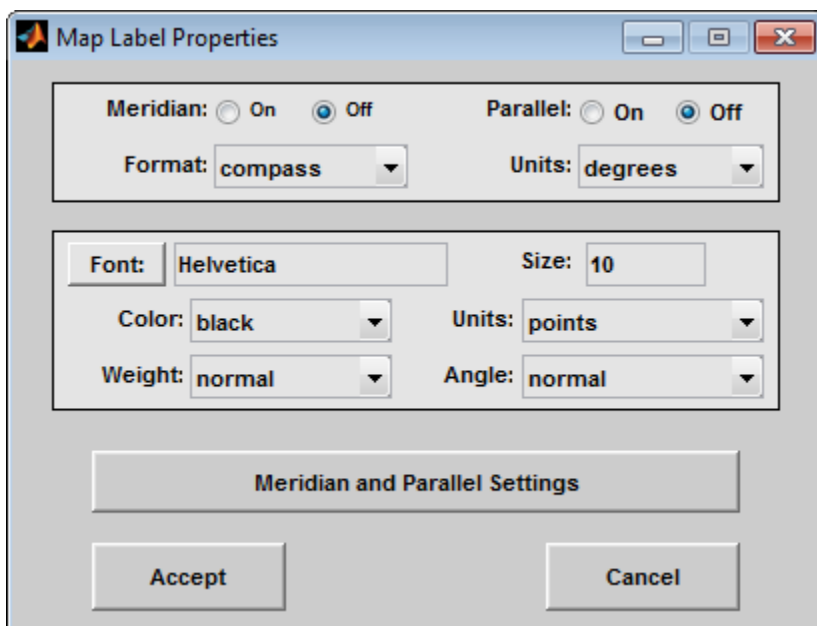 Map Label Properties
Meridian: On Off Parallel: On Off
Format: compass Units: degrees
Font: Helvetica Size: 10
Color: black Units: points
Weight: normal Angle: normal
Meridian and Parallel Settings
Accept Cancel